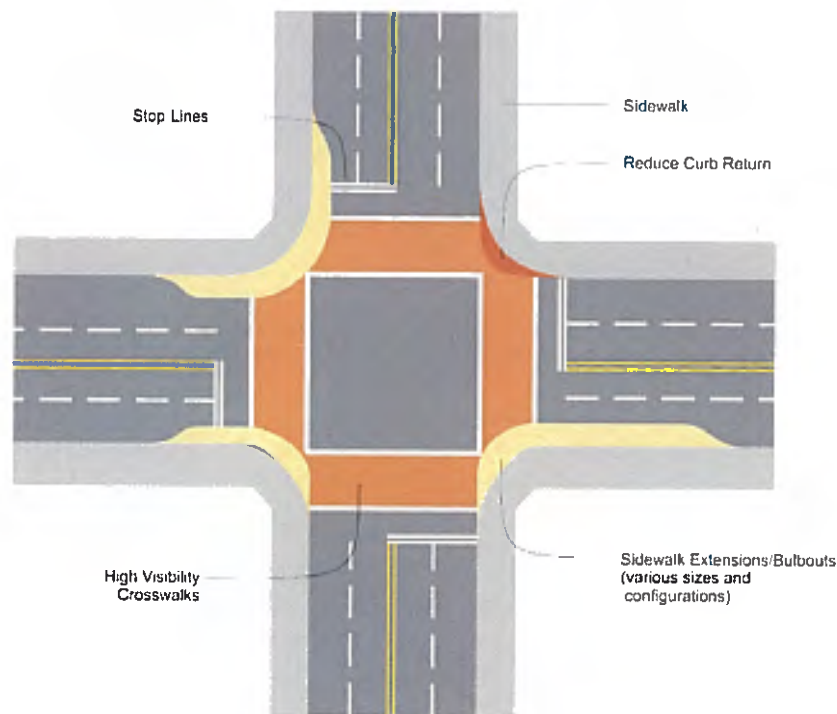 Stop Lines
Sidewalk
Reduce Curb Return
High Visibility
Crosswalks
Sidewalk Extensions/Bulbouts
(various sizes and
configurations)